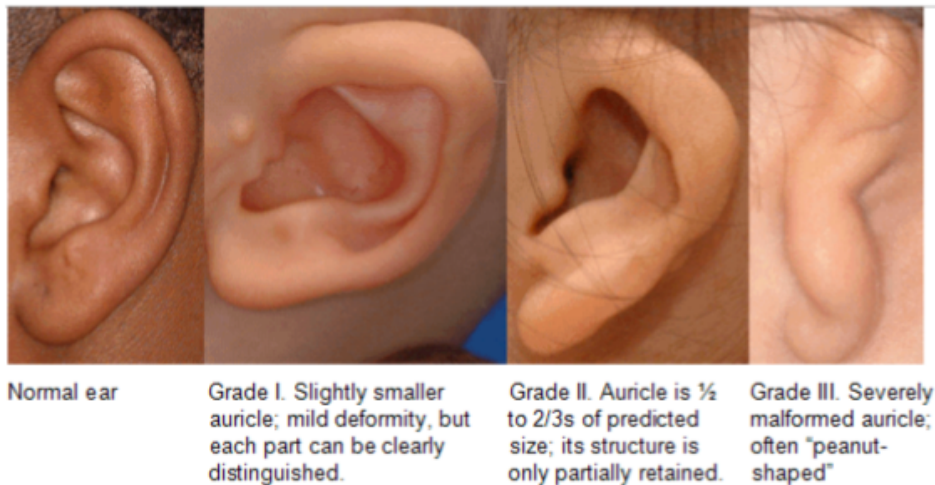 Normal ear
Grade I. Slightly smaller
auricle; mild deformity, but
each part can be clearly
distinguished.
Grade II. Auricle is ½
to 2/3s of predicted
size; its structure is
only partially retained.
Grade III. Severely
malformed auricle;
often “peanut-
shaped”